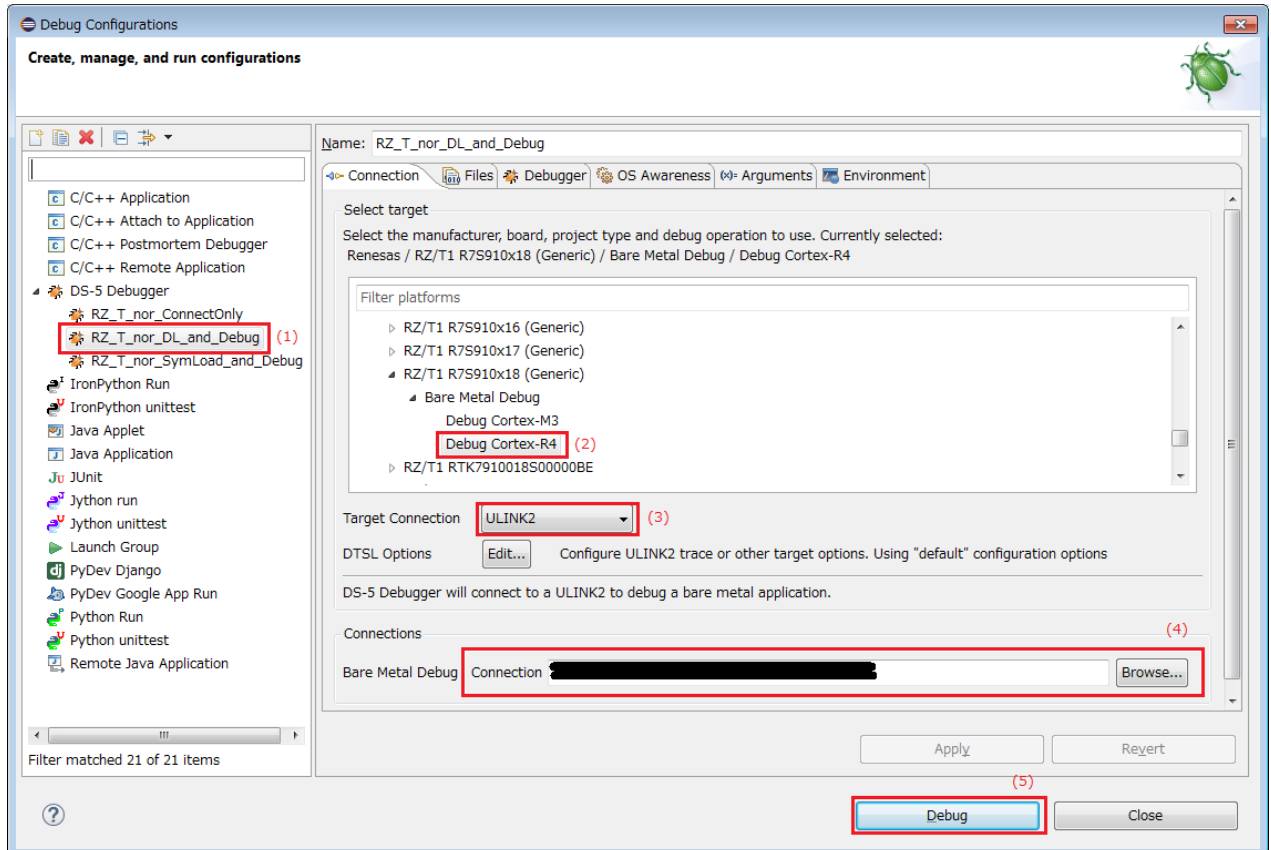 Debug Configurations
Create, manage, and run configurations
Name: RZ_T_nor_DL_and_Debug
Connection Files Debugger OS Awareness Arguments Environment
C/C++ Application
C/C++ Attach to Application
C/C++ Postmortem Debugger
C/C++ Remote Application
DS-5 Debugger
RZ_T_nor_ConnectOnly
RZ_T_nor_DL_and_Debug (1)
RZ_T_nor_SymLoad_and_Debug
IronPython Run
IronPython unittest
Java Applet
Java Application
Ju JUnit
Jython run
Jython unittest
Launch Group
dj PyDev Django
PyDev Google App Run
Python Run
Python unittest
Remote Java Application
Filter matched 21 of 21 items
Select target
Select the manufacturer, board, project type and debug operation to use. Currently selected:
Renesas / RZ/T1 R7S910x18 (Generic) / Bare Metal Debug / Debug Cortex-R4
Filter platforms
RZ/T1 R7S910x16 (Generic)
RZ/T1 R7S910x17 (Generic)
RZ/T1 R7S910x18 (Generic)
Bare Metal Debug
Debug Cortex-M3
Debug Cortex-R4 (2)
RZ/T1 RTK7910018S00000BE
Target Connection ULINK2 (3)
DTSL Options Edit... Configure ULINK2 trace or other target options. Using "default" configuration options
DS-5 Debugger will connect to a ULINK2 to debug a bare metal application.
Connections
(4)
Bare Metal Debug Connection Browse...
Apply Revert
(5)
Debug Close